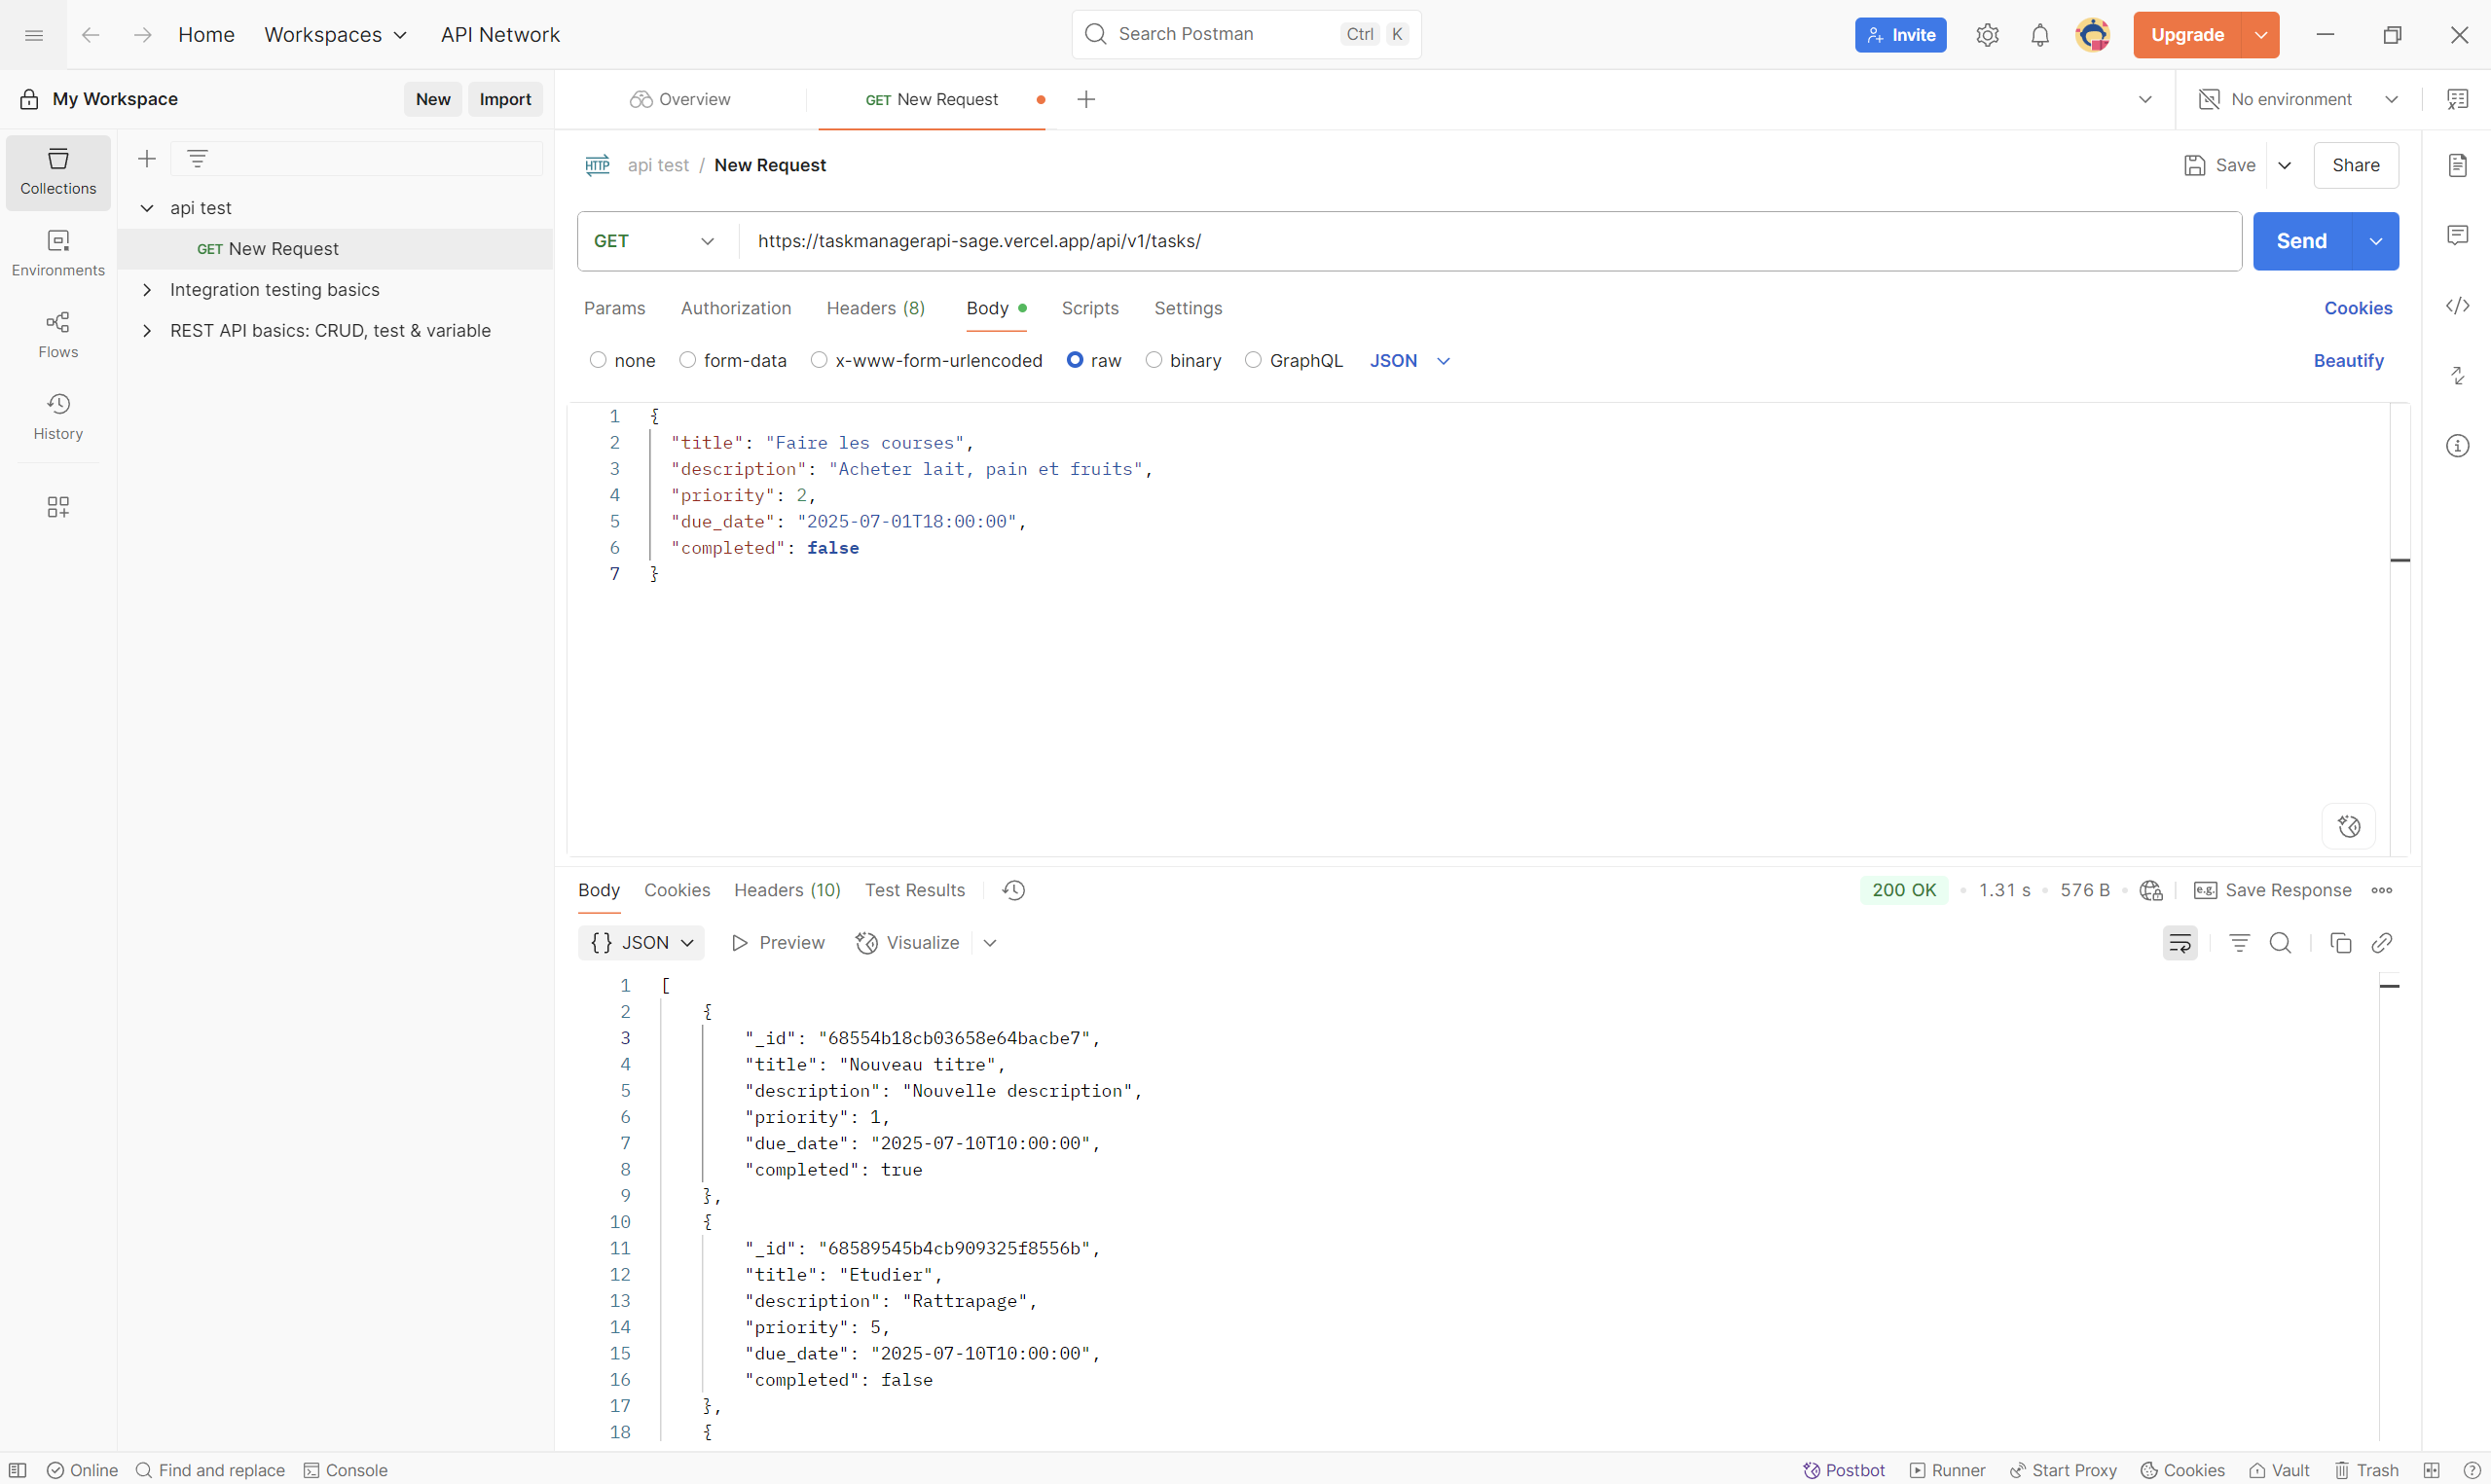 Home Workspaces API Network Search Postman Ctrl K Invite Upgrade
My Workspace New Import Overview GET New Request No environment
Collections
Environments
Flows
History
api test
GET New Request
Integration testing basics
REST API basics: CRUD, test & variable
HTTP api test / New Request Save Share
GET https://taskmanagerapi-sage.vercel.app/api/v1/tasks/ Send
Params Authorization Headers (8) Body Scripts Settings Cookies
none form-data x-www-form-urlencoded raw binary GraphQL JSON Beautify
1 {
2 "title": "Faire les courses",
3 "description": "Acheter lait, pain et fruits",
4 "priority": 2,
5 "due_date": "2025-07-01T18:00:00",
6 "completed": false
7 }
Body Cookies Headers (10) Test Results 200 OK • 1.31 s • 576 B • e.g. Save Response
{} JSON Preview Visualize
1 [
2 {
3 "_id": "68554b18cb03658e64bacbe7",
4 "title": "Nouveau titre",
5 "description": "Nouvelle description",
6 "priority": 1,
7 "due_date": "2025-07-10T10:00:00",
8 "completed": true
9 },
10 {
11 "_id": "68589545b4cb909325f8556b",
12 "title": "Etudier",
13 "description": "Rattrapage",
14 "priority": 5,
15 "due_date": "2025-07-10T10:00:00",
16 "completed": false
17 },
18 {
Online Find and replace Console Postbot Runner Start Proxy Cookies Vault Trash